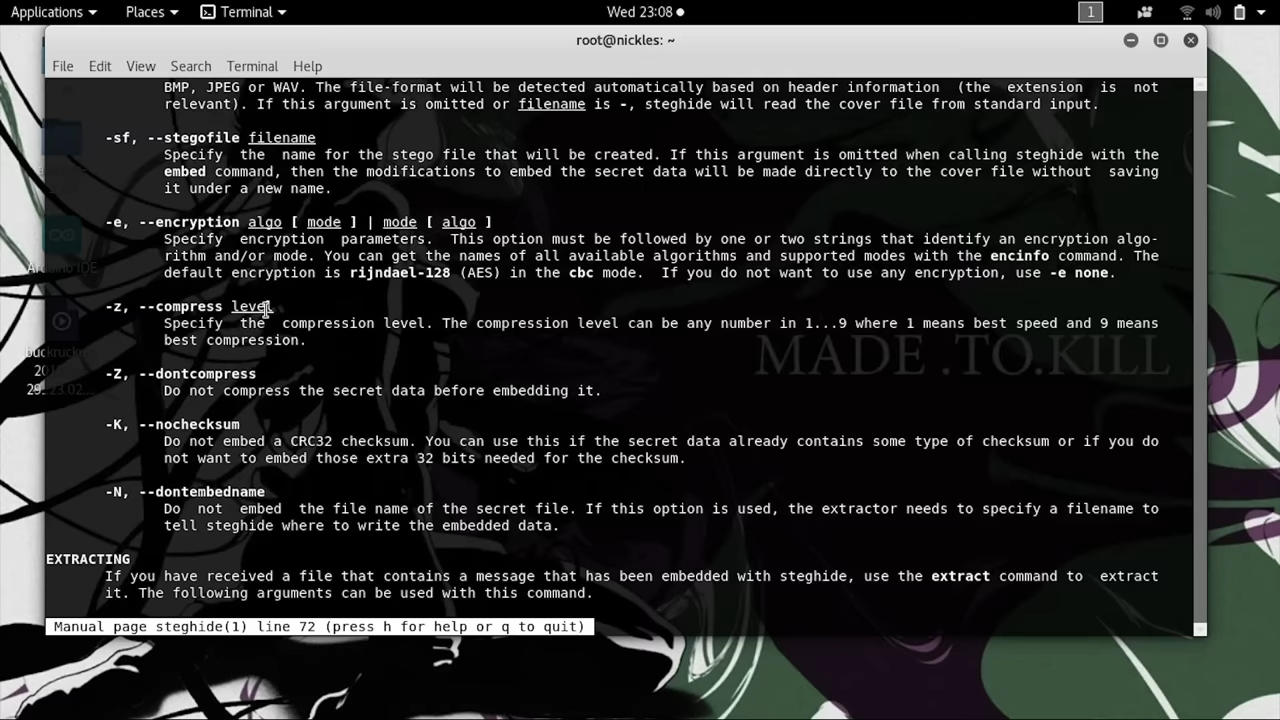 Applications Places Terminal Wed 23:08 1
root@nickles: ~
File Edit View Search Terminal Help
BMP, JPEG or WAV. The file-format will be detected automatically based on header information (the extension is not
relevant). If this argument is omitted or filename is -, steghide will read the cover file from standard input.
-sf, --stegofile filename
Specify the name for the stego file that will be created. If this argument is omitted when calling steghide with the
embed command, then the modifications to embed the secret data will be made directly to the cover file without saving
it under a new name.
-e, --encryption algo [ mode ] | mode [ algo ]
Specify encryption parameters. This option must be followed by one or two strings that identify an encryption algo-
rithm and/or mode. You can get the names of all available algorithms and supported modes with the encinfo command. The
default encryption is rijndael-128 (AES) in the cbc mode. If you do not want to use any encryption, use -e none.
-z, --compress level
Specify the compression level. The compression level can be any number in 1...9 where 1 means best speed and 9 means
best compression.
-Z, --dontcompress
Do not compress the secret data before embedding it.
-K, --nochecksum
Do not embed a CRC32 checksum. You can use this if the secret data already contains some type of checksum or if you do
not want to embed those extra 32 bits needed for the checksum.
-N, --dontembedname
Do not embed the file name of the secret file. If this option is used, the extractor needs to specify a filename to
tell steghide where to write the embedded data.
EXTRACTING
If you have received a file that contains a message that has been embedded with steghide, use the extract command to extract
it. The following arguments can be used with this command.
Manual page steghide(1) line 72 (press h for help or q to quit)
MADE .TO.KILL
Arduino IDE